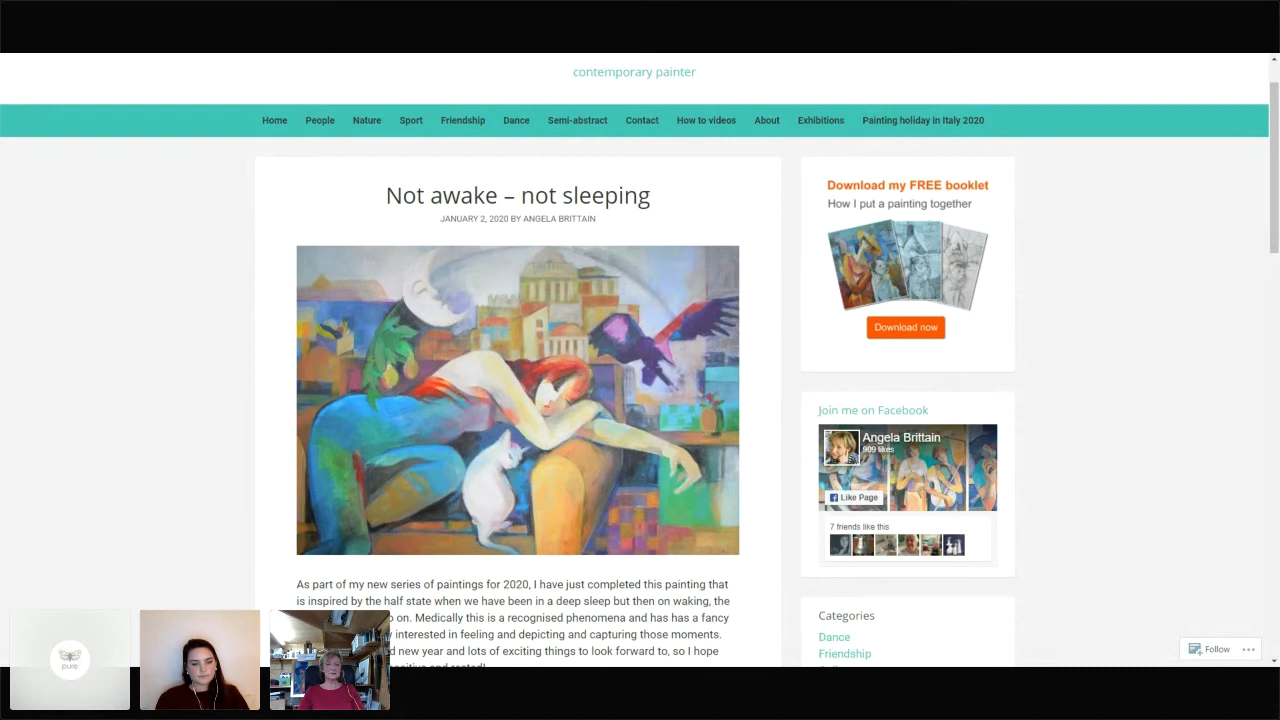 contemporary painter
Home People Nature Sport Friendship Dance Semi-abstract Contact How to videos About Exhibitions Painting holiday in Italy 2020
Not awake – not sleeping
JANUARY 2, 2020 BY ANGELA BRITTAIN
As part of my new series of paintings for 2020, I have just completed this painting that
is inspired by the half state when we have been in a deep sleep but then on waking, the
on. Medically this is a recognised phenomena and has has a fancy
interested in feeling and depicting and capturing those moments.
new year and lots of exciting things to look forward to, so I hope
Download my FREE booklet
How I put a painting together
Download now
Join me on Facebook
Angela Brittain
909 likes
Like Page
7 friends like this
Categories
Dance
Friendship
Follow
pure